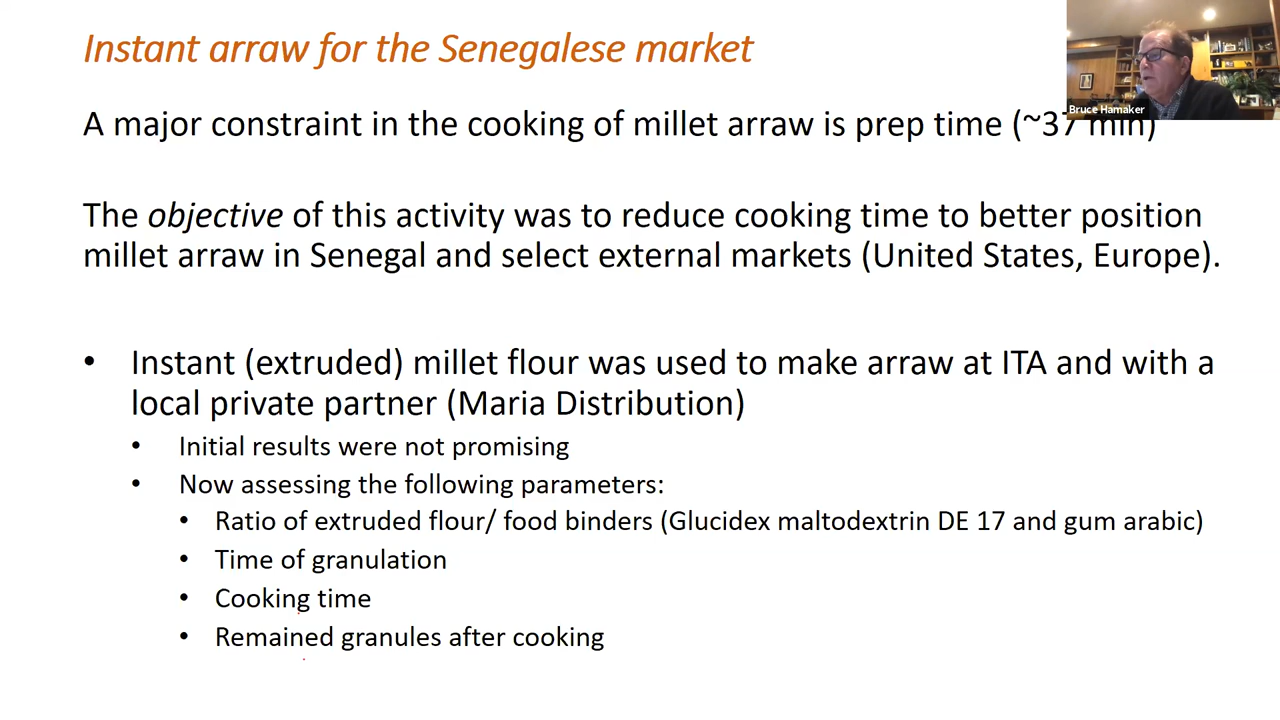 Instant arraw for the Senegalese market
Bruce Hamaker
A major constraint in the cooking of millet arraw is prep time (~37 min)
The objective of this activity was to reduce cooking time to better position
millet arraw in Senegal and select external markets (United States, Europe).
• Instant (extruded) millet flour was used to make arraw at ITA and with a
local private partner (Maria Distribution)
• Initial results were not promising
• Now assessing the following parameters:
• Ratio of extruded flour/ food binders (Glucidex maltodextrin DE 17 and gum arabic)
• Time of granulation
• Cooking time
• Remained granules after cooking